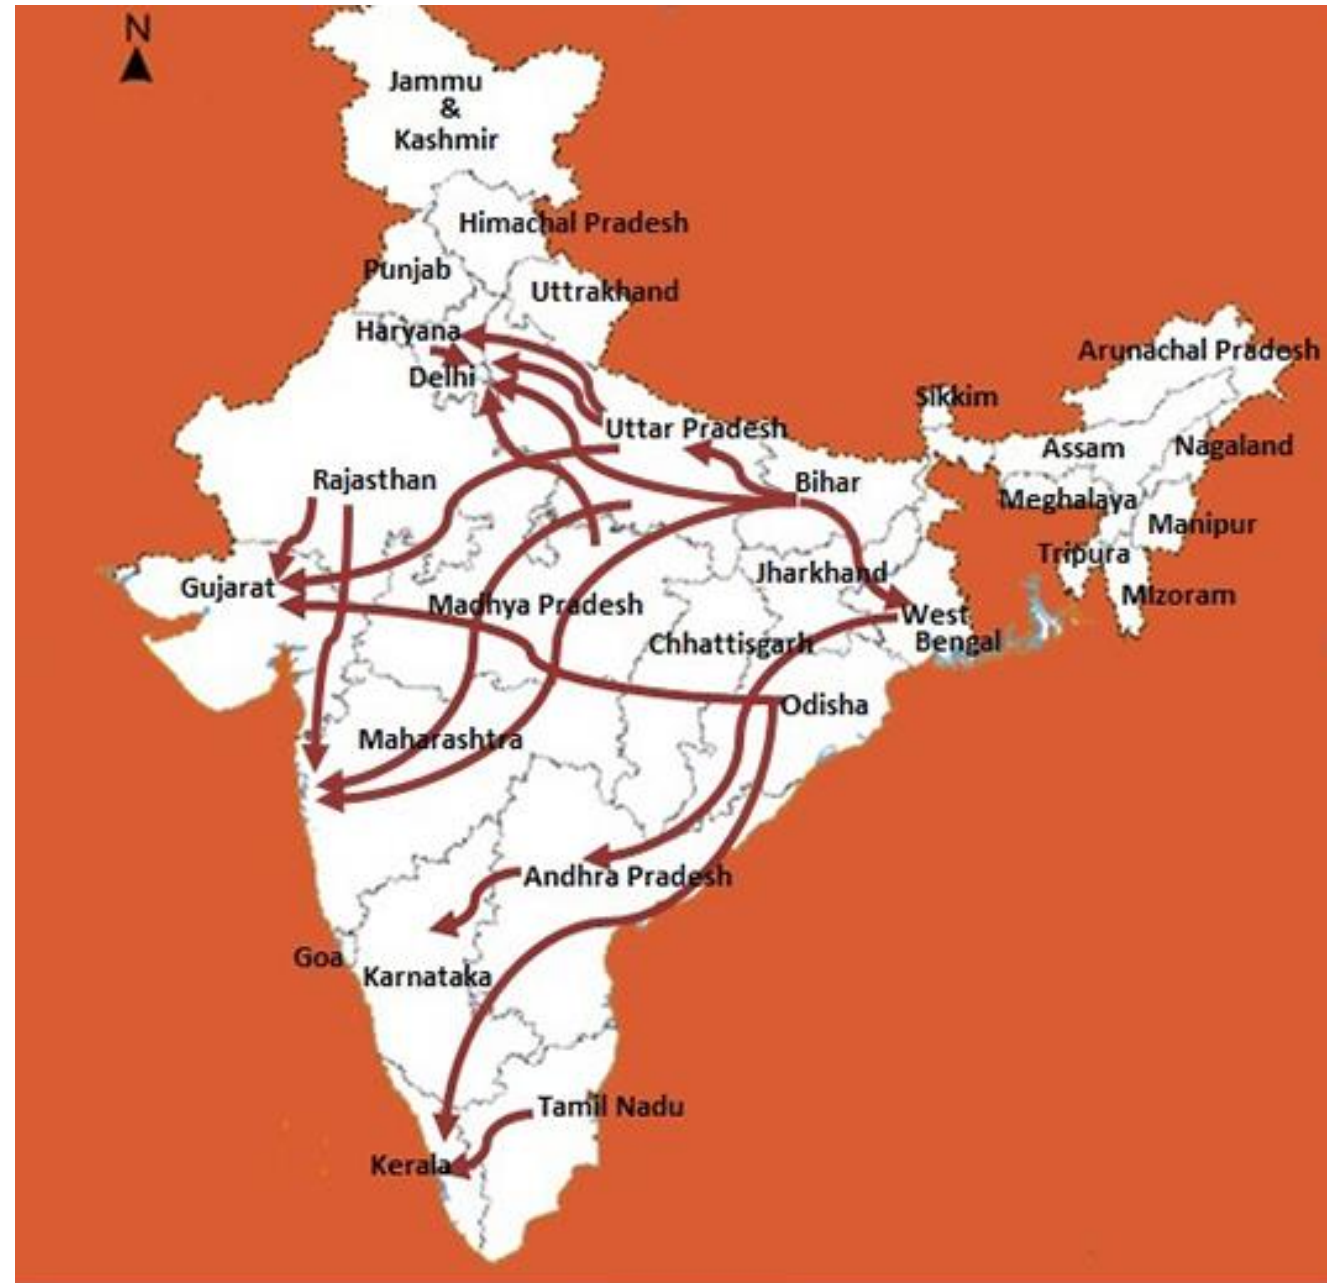 N
Jammu
&
Kashmir
Himachal Pradesh
Punjab
Uttrakhand
Haryana
Arunachal Pradesh
Delhi
Sikkim
Uttar Pradesh
Assam
Nagaland
Rajasthan
Bihar
Meghalaya
Manipur
Tripura
Jharkhand
Gujarat
Mizoram
Madhya Pradesh
West
Bengal
Chhattisgarh
Odisha
Maharashtra
Andhra Pradesh
Goa
Karnataka
Tamil Nadu
Kerala